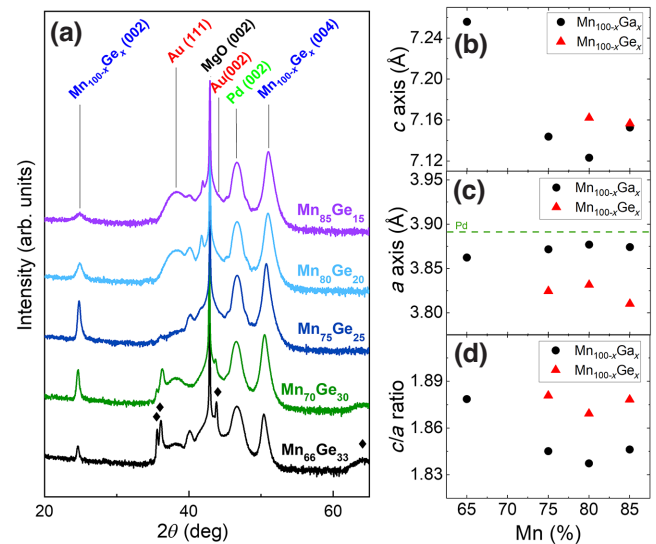 (a)
Mn100-xGex (002)
Au (111)
MgO (002)
Au(002)
Pd (002)
Mn100-xGex (004)
Mn85Ge15
Mn80Ge20
Mn75Ge25
Mn70Ge30
Mn66Ge33
Intensity (arb. units)
20 40 60
2θ (deg)
(b)
Mn100-xGax
Mn100-xGex
7.24
7.20
7.16
7.12
c axis (Å)
(c)
Mn100-xGax
Mn100-xGex
Pd
3.95
3.90
3.85
3.80
a axis (Å)
(d)
Mn100-xGax
Mn100-xGex
1.89
1.86
1.83
c/a ratio
65 70 75 80 85
Mn (%)